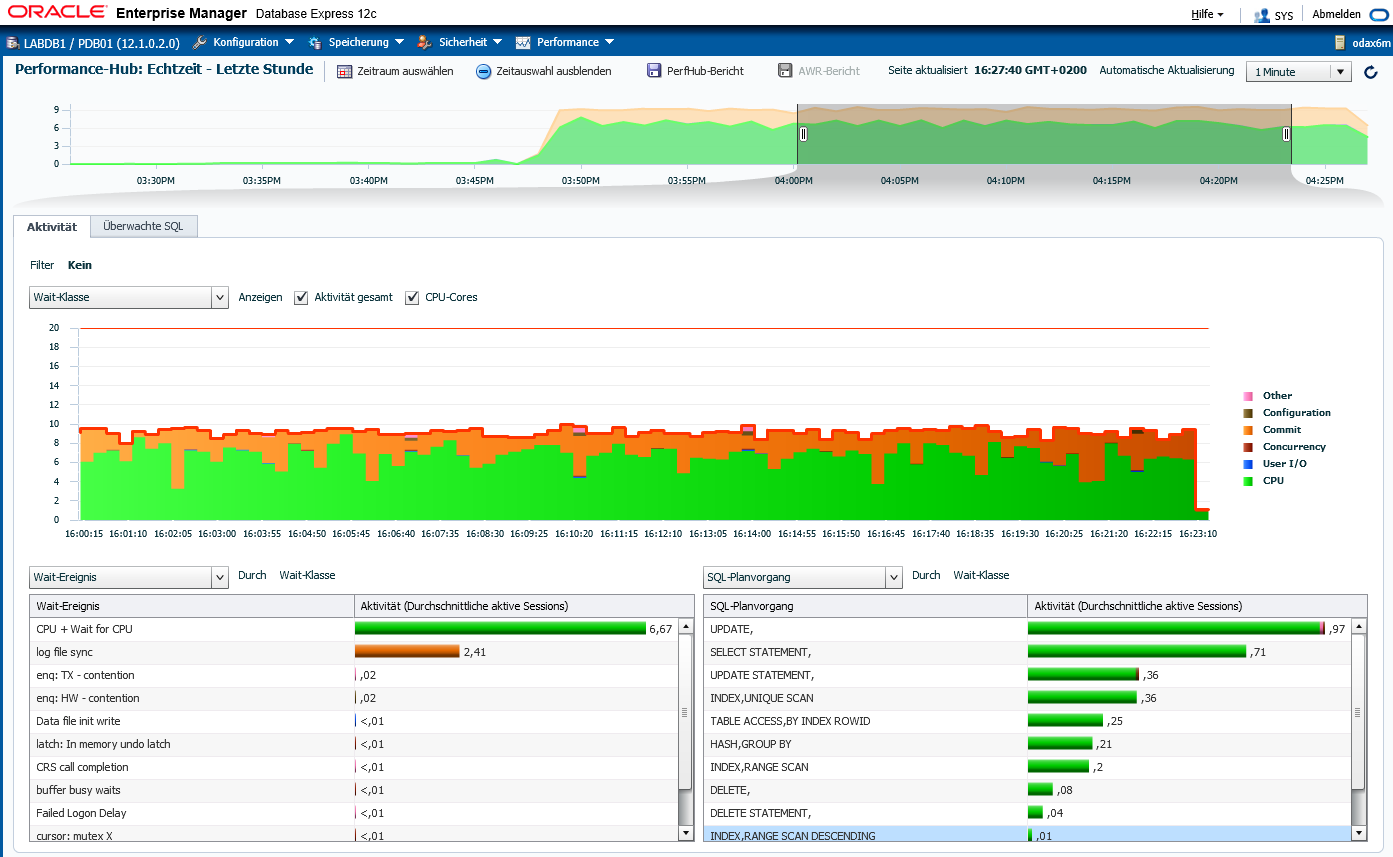 ORACLE Enterprise Manager Database Express 12c Hilfe SYS Abmelden
LABDB1 / PDB01 (12.1.0.2.0) Konfiguration Speicherung Sicherheit Performance odax6m
Performance-Hub: Echtzeit - Letzte Stunde Zeitraum auswählen Zeitauswahl ausblenden PerfHub-Bericht AWR-Bericht Seite aktualisiert 16:27:40 GMT+0200 Automatische Aktualisierung 1 Minute
9
6
3
0
03:30PM 03:35PM 03:40PM 03:45PM 03:50PM 03:55PM 04:00PM 04:05PM 04:10PM 04:15PM 04:20PM 04:25PM
Aktivität Überwachte SQL
Filter Kein
Wait-Klasse Anzeigen Aktivität gesamt CPU-Cores
20
18
16
14
12
10
8
6
4
2
0
Other
Configuration
Commit
Concurrency
User I/O
CPU
16:00:15 16:01:10 16:02:05 16:03:00 16:03:55 16:04:50 16:05:45 16:06:40 16:07:35 16:08:30 16:09:25 16:10:20 16:11:15 16:12:10 16:13:05 16:14:00 16:14:55 16:15:50 16:16:45 16:17:40 16:18:35 16:19:30 16:20:25 16:21:20 16:22:15 16:23:10
Wait-Ereignis Durch Wait-Klasse
Wait-Ereignis Aktivität (Durchschnittliche aktive Sessions)
CPU + Wait for CPU 6,67
log file sync 2,41
enq: TX - contention ,02
enq: HW - contention ,02
Data file init write <,01
latch: In memory undo latch <,01
CRS call completion <,01
buffer busy waits <,01
Failed Logon Delay <,01
cursor: mutex X <,01
SQL-Planvorgang Durch Wait-Klasse
SQL-Planvorgang Aktivität (Durchschnittliche aktive Sessions)
UPDATE, ,97
SELECT STATEMENT, ,71
UPDATE STATEMENT, ,36
INDEX,UNIQUE SCAN ,36
TABLE ACCESS,BY INDEX ROWID ,25
HASH,GROUP BY ,21
INDEX,RANGE SCAN ,2
DELETE, ,08
DELETE STATEMENT, ,04
INDEX,RANGE SCAN DESCENDING ,01